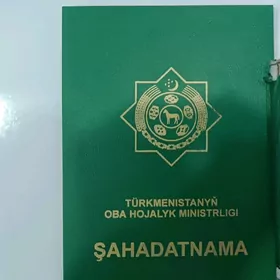 TÜRKMENISTANYŇ
OBA HOJALYK MINISTRLIGI
ŞAHADATNAMA